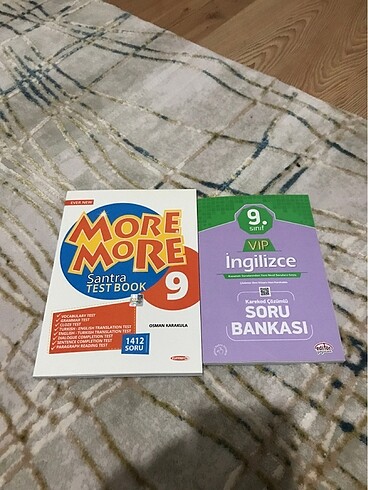 EVER NEW
MORE
MORE
Santra
TEST BOOK
9
VOCABULARY TEST
GRAMMAR TEST
CLOZE TEST
TURKISH - ENGLISH TRANSLATION TEST
ENGLISH - TURKISH TRANSLATION TEST
DIALOGUE COMPLETION TEST
SENTENCE COMPLETION TEST
PARAGRAPH READING TEST
OSMAN KARAKULA
1412
SORU
9.
sınıf
VIP
İngilizce
Karekod Çözümlü
SORU
BANKASI
editör